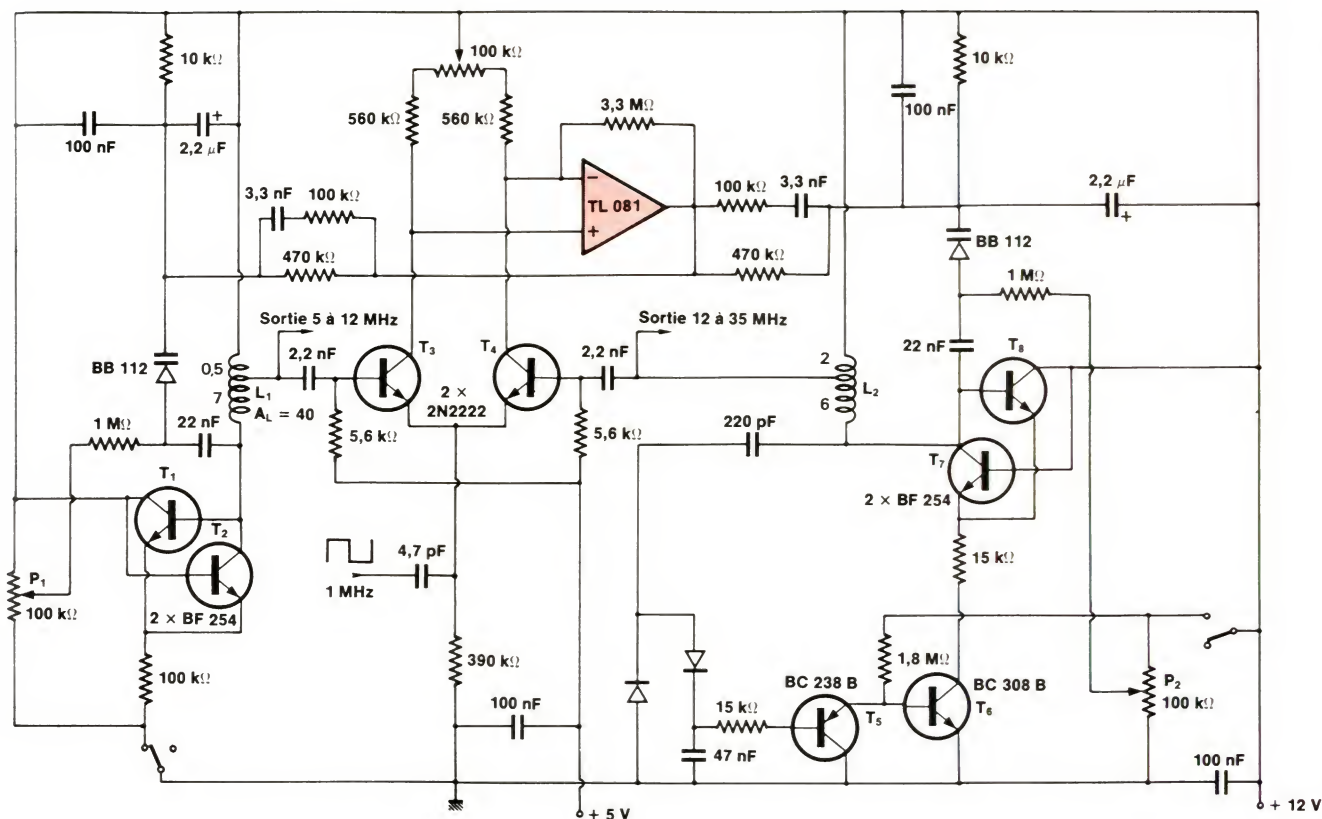 100 kΩ
10 kΩ
10 kΩ
560 kΩ
560 kΩ
3,3 MΩ
100 nF
100 nF
2,2 µF
+
3,3 nF
100 kΩ
TL 081
−
+
100 kΩ
3,3 nF
2,2 µF
+
470 kΩ
470 kΩ
BB 112
1 MΩ
Sortie 5 à 12 MHz
Sortie 12 à 35 MHz
BB 112
2,2 nF
T3
T4
2,2 nF
22 nF
T8
0,5
L1
7
AL = 40
2 ×
2N2222
2
L2
6
1 MΩ
22 nF
5,6 kΩ
5,6 kΩ
220 pF
T7
2 × BF 254
T1
T2
P1
100 kΩ
2 × BF 254
4,7 pF
1 MHz
15 kΩ
100 kΩ
390 kΩ
1,8 MΩ
BC 238 B
BC 308 B
P2
100 kΩ
15 kΩ
T5
T6
100 nF
47 nF
100 nF
+ 5 V
+ 12 V